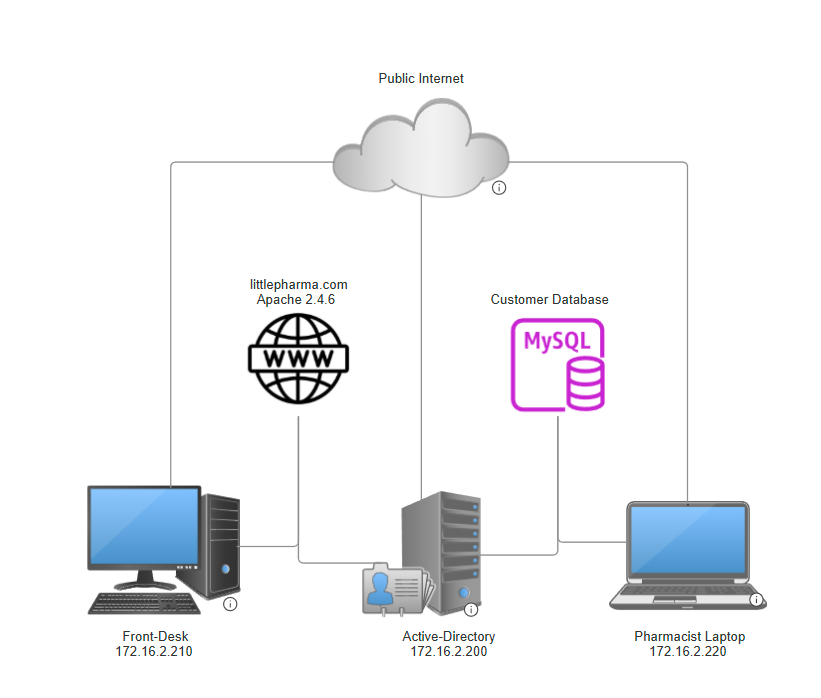 Public Internet
littlepharma.com
Apache 2.4.6
WWW
Customer Database
MySQL
Front-Desk
172.16.2.210
Active-Directory
172.16.2.200
Pharmacist Laptop
172.16.2.220